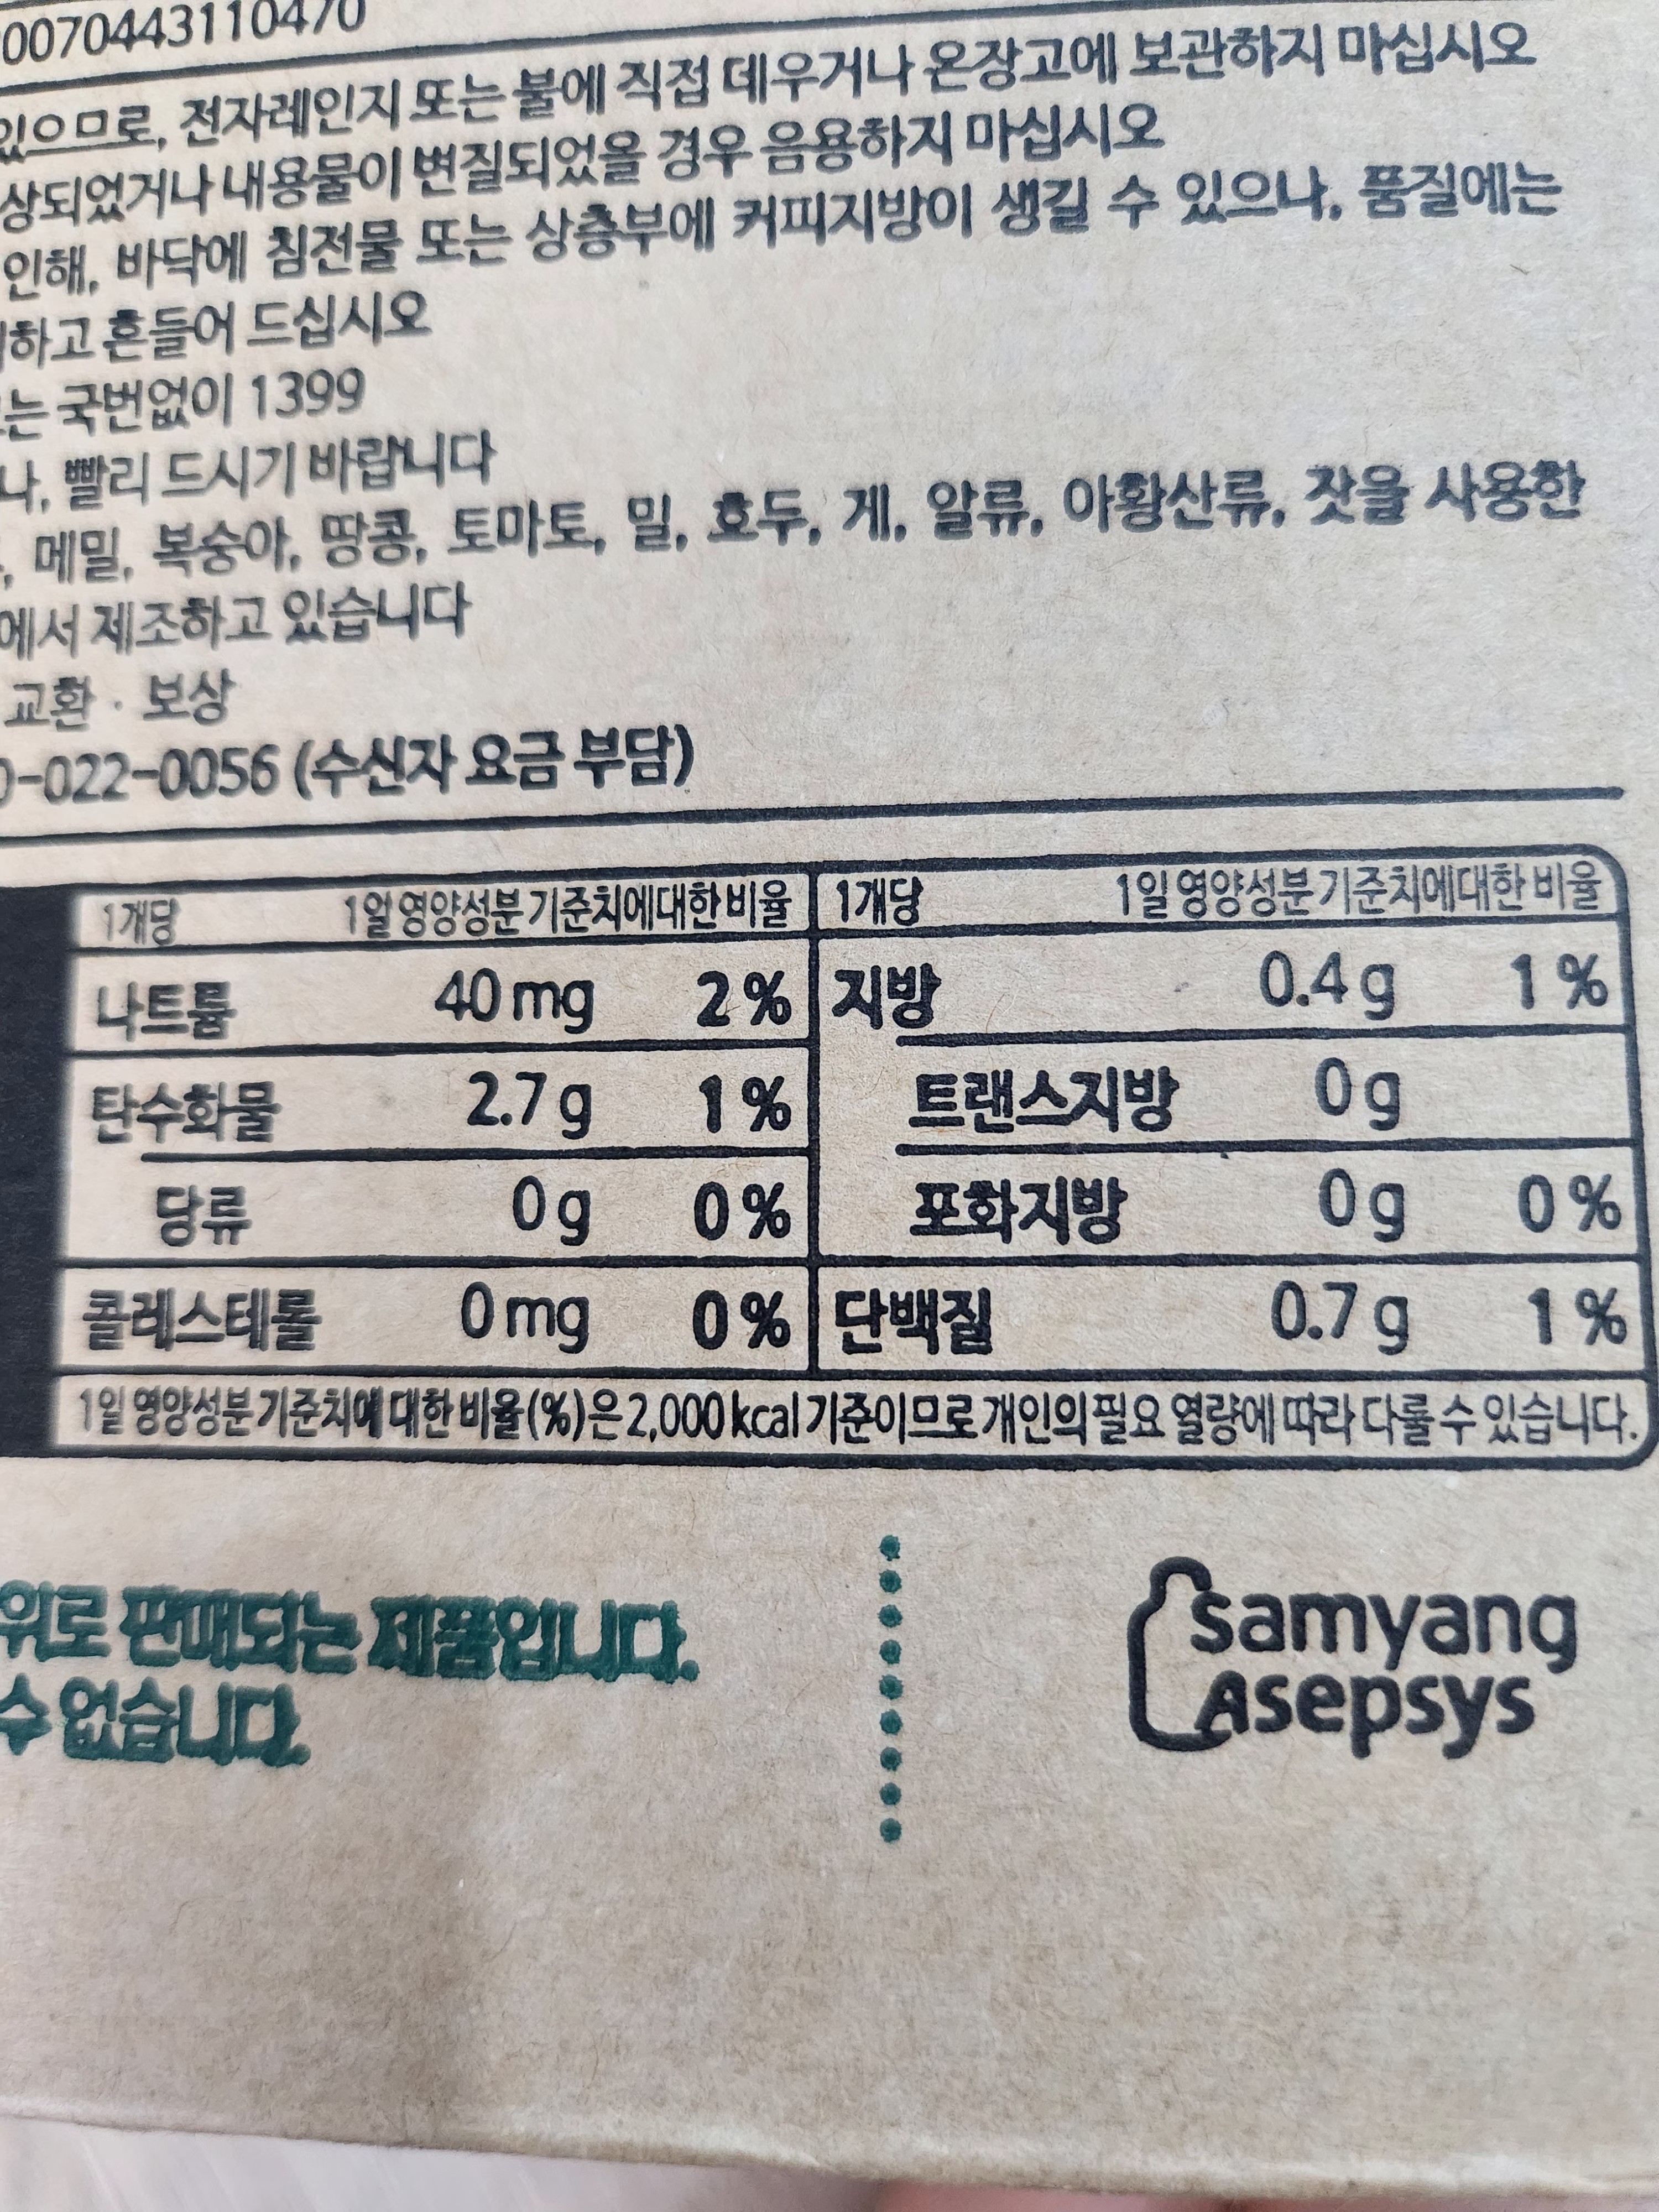 0070443110470
있으므로, 전자레인지 또는 불에 직접 데우거나 온장고에 보관하지 마십시오
상되었거나 내용물이 변질되었을 경우 음용하지 마십시오
인해, 바닥에 침전물 또는 상층부에 커피지방이 생길 수 있으나, 품질에는
하고 흔들어 드십시오
는 국번없이 1399
나, 빨리 드시기 바랍니다
, 메밀, 복숭아, 땅콩, 토마토, 밀, 호두, 게, 알류, 아황산류, 잣을 사용한
에서 제조하고 있습니다
교환 · 보상
0-022-0056 (수신자 요금 부담)
1개당 1일 영양성분 기준치에대한 비율 1개당 1일 영양성분 기준치에대한 비율
나트륨 40 mg 2 % 지방 0.4 g 1 %
탄수화물 2.7 g 1 % 트랜스지방 0 g
당류 0 g 0 % 포화지방 0 g 0 %
콜레스테롤 0 mg 0 % 단백질 0.7 g 1 %
1일 영양성분 기준치에 대한 비율(%)은 2,000 kcal 기준이므로 개인의 필요 열량에 따라 다를 수 있습니다.
위로 판매되는 제품입니다.
수 없습니다.
samyang
Asepsys